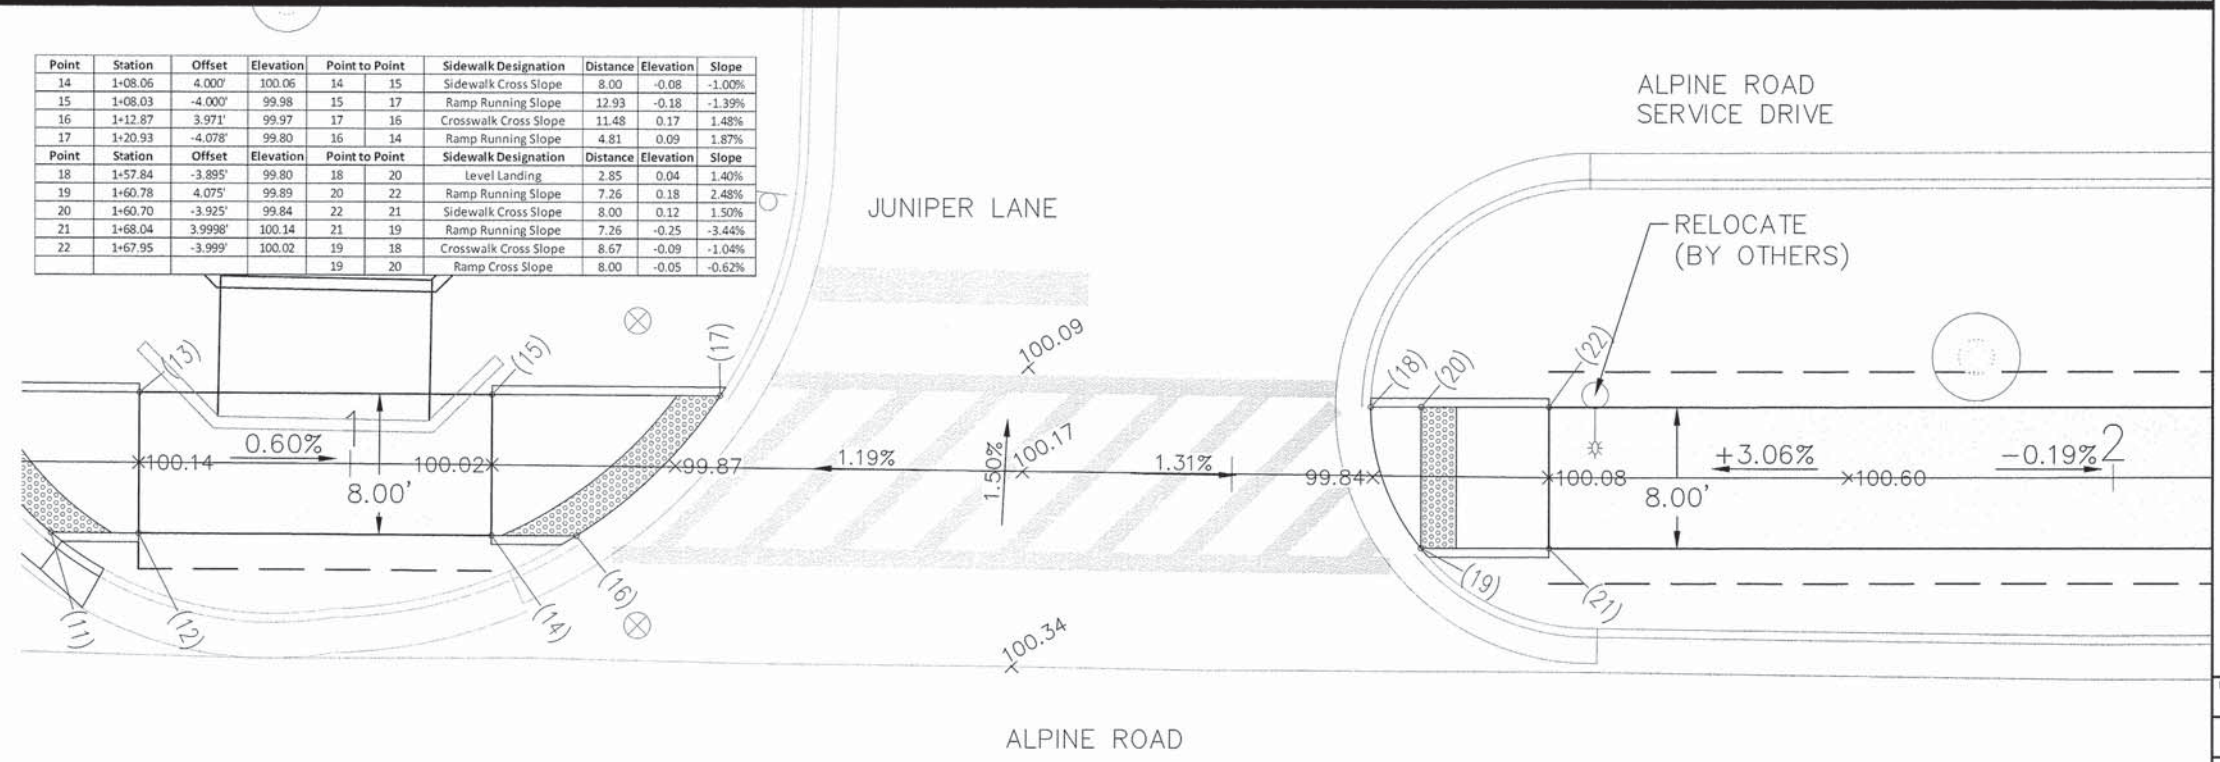 Point Station Offset Elevation Point to Point Sidewalk Designation Distance Elevation Slope
14 1+08.06 4.000' 100.06 14 15 Sidewalk Cross Slope 8.00 -0.08 -1.00%
15 1+08.03 -4.000' 99.98 15 17 Ramp Running Slope 12.93 -0.18 -1.39%
16 1+12.87 3.971' 99.97 17 16 Crosswalk Cross Slope 11.48 0.17 1.48%
17 1+20.93 -4.078' 99.80 16 14 Ramp Running Slope 4.81 0.09 1.87%
Point Station Offset Elevation Point to Point Sidewalk Designation Distance Elevation Slope
18 1+57.84 -3.895' 99.80 18 20 Level Landing 2.85 0.04 1.40%
19 1+60.78 4.075' 99.89 20 22 Ramp Running Slope 7.26 0.18 2.48%
20 1+60.70 -3.925' 99.84 22 21 Sidewalk Cross Slope 8.00 0.12 1.50%
21 1+68.04 3.9998' 100.14 21 19 Ramp Running Slope 7.26 -0.25 -3.44%
22 1+67.95 -3.999' 100.02 19 18 Crosswalk Cross Slope 8.67 -0.09 -1.04%
19 20 Ramp Cross Slope 8.00 -0.05 -0.62%
ALPINE ROAD
SERVICE DRIVE
JUNIPER LANE
RELOCATE
(BY OTHERS)
(13)
(15)
(17)
100.09
(18)
(20)
(22)
1
0.60%
100.14
100.02
99.87
8.00'
1.19%
1.50%
100.17
1.31%
99.84
100.08
8.00'
+3.06%
100.60
-0.19%
2
(11)
(12)
(14)
(16)
(19)
(21)
100.34
ALPINE ROAD